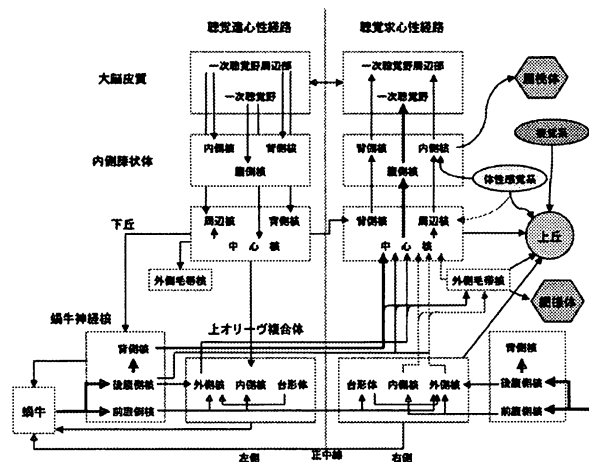 聴覚遠心性経路
聴覚求心性経路
大脳皮質
一次聴覚野周辺部
一次聴覚野
一次聴覚野周辺部
一次聴覚野
扁桃体
視覚系
内側膝状体
内側核
背側核
腹側核
背側核
内側核
腹側核
体性感覚系
下丘
周辺核
背側核
中心核
背側核
周辺核
中心核
上丘
外側毛帯核
外側毛帯核
蝸牛神経核
上オリーヴ複合体
背側核
後腹側核
前腹側核
外側核
内側核
台形体
台形体
内側核
外側核
背側核
後腹側核
前腹側核
蝸牛
左側
正中線
右側